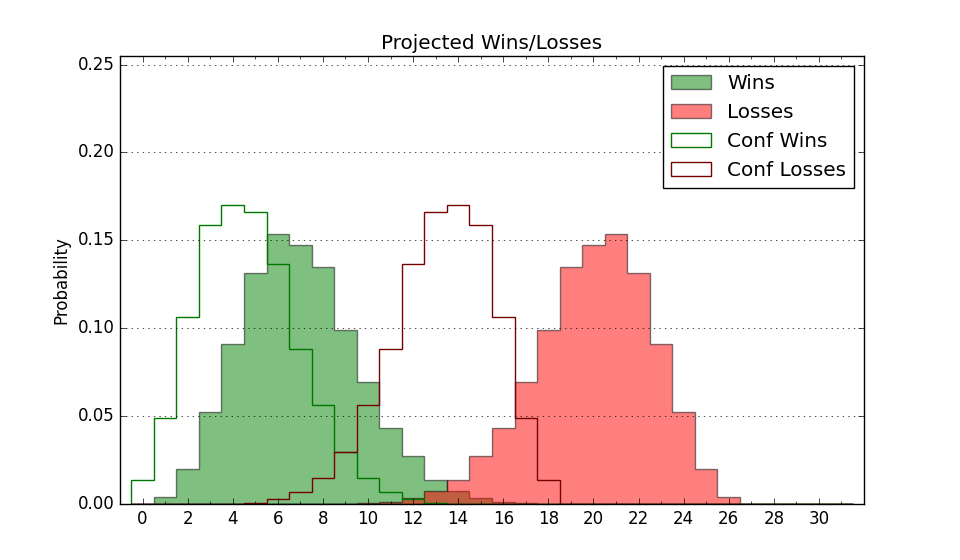 Projected Wins/Losses
0.25
0.20
0.15
0.10
0.05
0.00
Probability
Wins
Losses
Conf Wins
Conf Losses
0 2 4 6 8 10 12 14 16 18 20 22 24 26 28 30